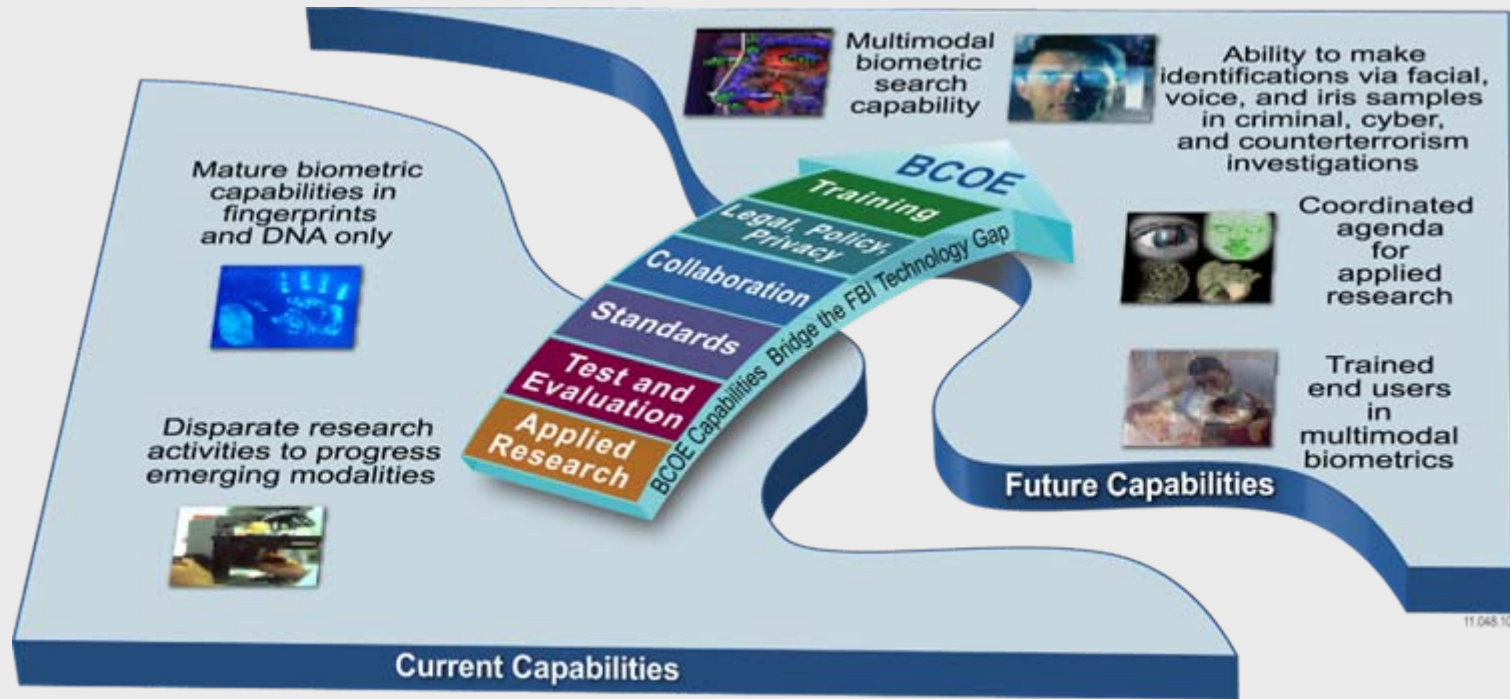 Mature biometric
capabilities in
fingerprints
and DNA only
Disparate research
activities to progress
emerging modalities
Current Capabilities
BCOE
Training
Legal, Policy,
Privacy
Collaboration
Standards
Test and
Evaluation
Applied
Research
BCOE Capabilities Bridge the FBI Technology Gap
Multimodal
biometric
search
capability
Ability to make
identifications via facial,
voice, and iris samples
in criminal, cyber,
and counterterrorism
investigations
Coordinated
agenda
for
applied
research
Trained
end users
in
multimodal
biometrics
Future Capabilities
11.048.10